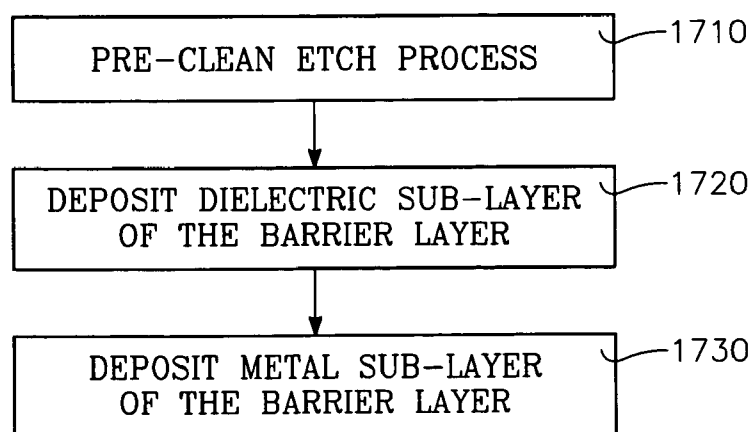 PRE-CLEAN ETCH PROCESS
1710
DEPOSIT DIELECTRIC SUB-LAYER
OF THE BARRIER LAYER
1720
DEPOSIT METAL SUB-LAYER
OF THE BARRIER LAYER
1730